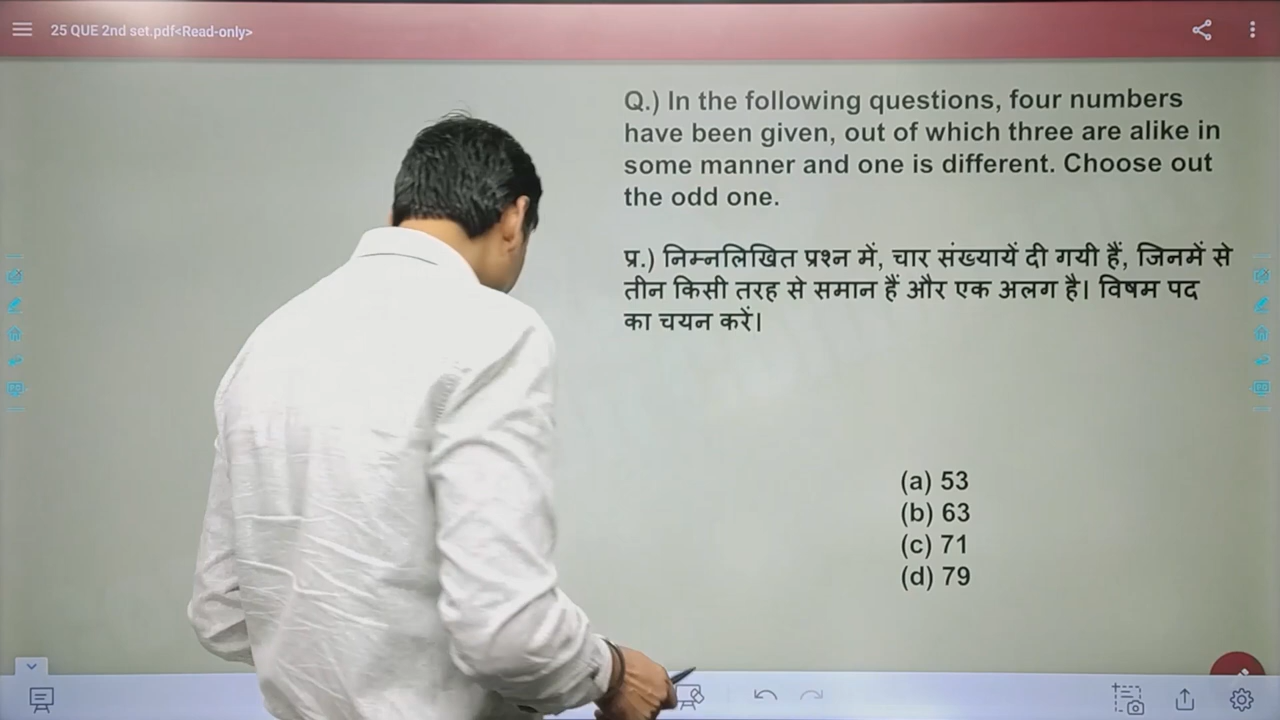 25 QUE 2nd set.pdf<Read-only>
Q.) In the following questions, four numbers
have been given, out of which three are alike in
some manner and one is different. Choose out
the odd one.
प्र.) निम्नलिखित प्रश्न में, चार संख्यायें दी गयी हैं, जिनमें से
तीन किसी तरह से समान हैं और एक अलग है। विषम पद
का चयन करें।
(a) 53
(b) 63
(c) 71
(d) 79